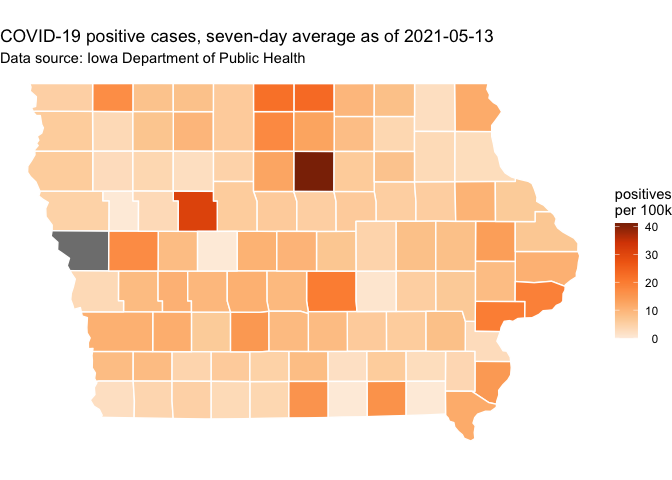 COVID-19 positive cases, seven-day average as of 2021-05-13
Data source: Iowa Department of Public Health
positives
per 100k
40
30
20
10
0